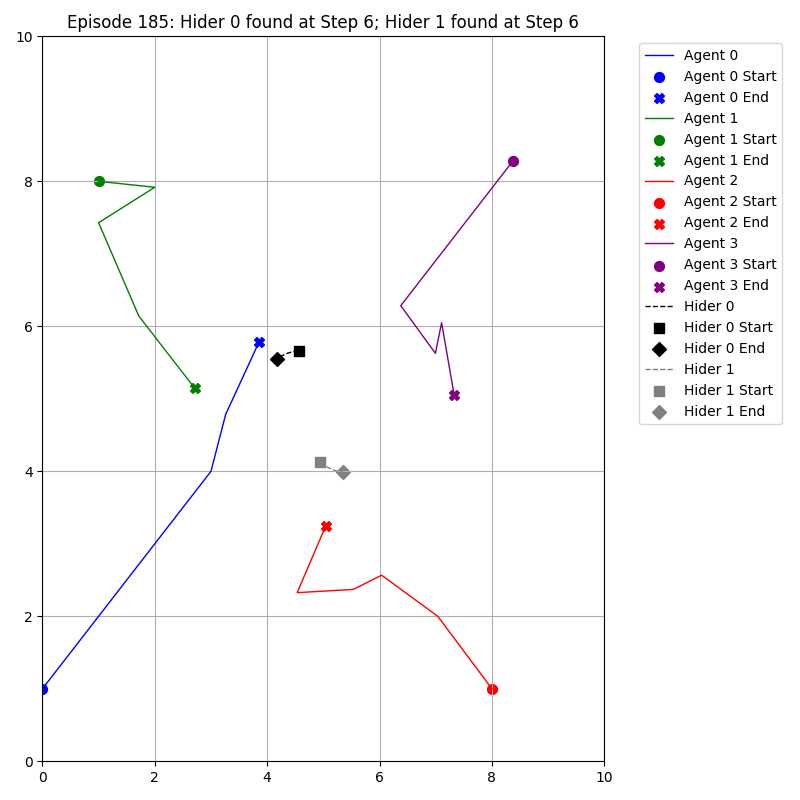 Episode 185: Hider 0 found at Step 6; Hider 1 found at Step 6
10
8
6
4
2
0
0
2
4
6
8
10
Agent 0
Agent 0 Start
Agent 0 End
Agent 1
Agent 1 Start
Agent 1 End
Agent 2
Agent 2 Start
Agent 2 End
Agent 3
Agent 3 Start
Agent 3 End
Hider 0
Hider 0 Start
Hider 0 End
Hider 1
Hider 1 Start
Hider 1 End